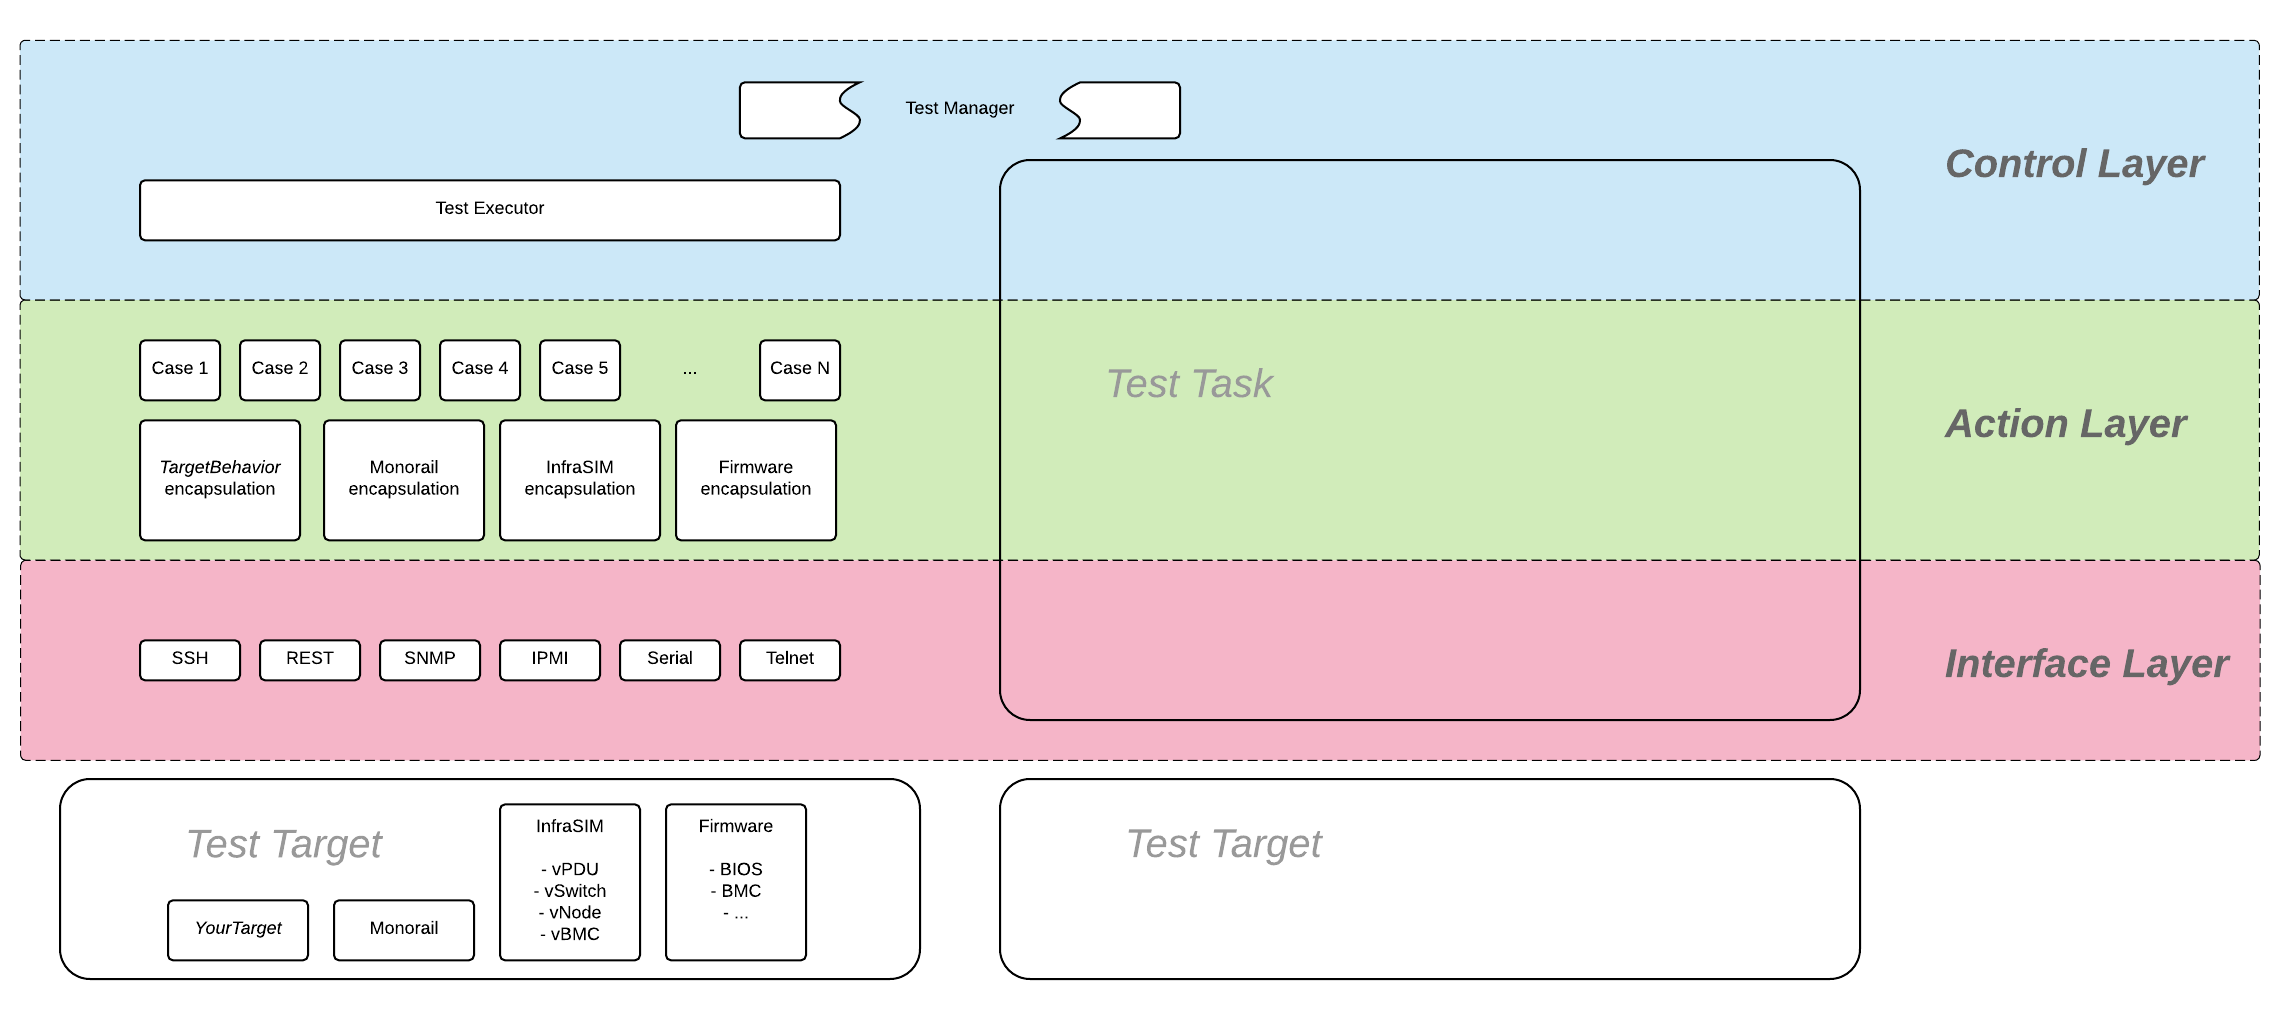 Test Manager
Control Layer
Test Executor
Case 1
Case 2
Case 3
Case 4
Case 5
...
Case N
Test Task
Action Layer
TargetBehavior
encapsulation
Monorail
encapsulation
InfraSIM
encapsulation
Firmware
encapsulation
SSH
REST
SNMP
IPMI
Serial
Telnet
Interface Layer
Test Target
YourTarget
Monorail
InfraSIM
- vPDU
- vSwitch
- vNode
- vBMC
Firmware
- BIOS
- BMC
- ...
Test Target